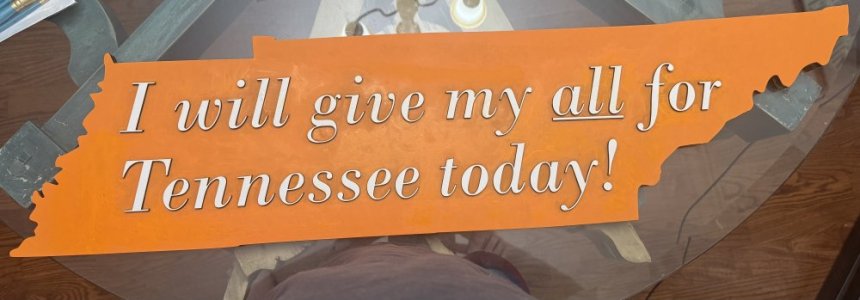 I will give my all for
Tennessee today!